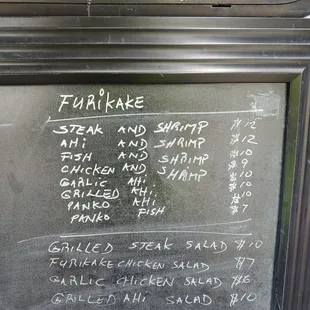 FURIKAKE
STEAK AND SHRIMP $12
AHI AND SHRIMP $12
FISH AND SHRIMP $10
CHICKEN AND SHRIMP $9
GARLIC AHI $10
GRILLED AHI $10
PANKO AHI $10
PANKO FISH $7
GRILLED STEAK SALAD $10
FURIKAKE CHICKEN SALAD $7
GARLIC CHICKEN SALAD $6
GRILLED AHI SALAD $10